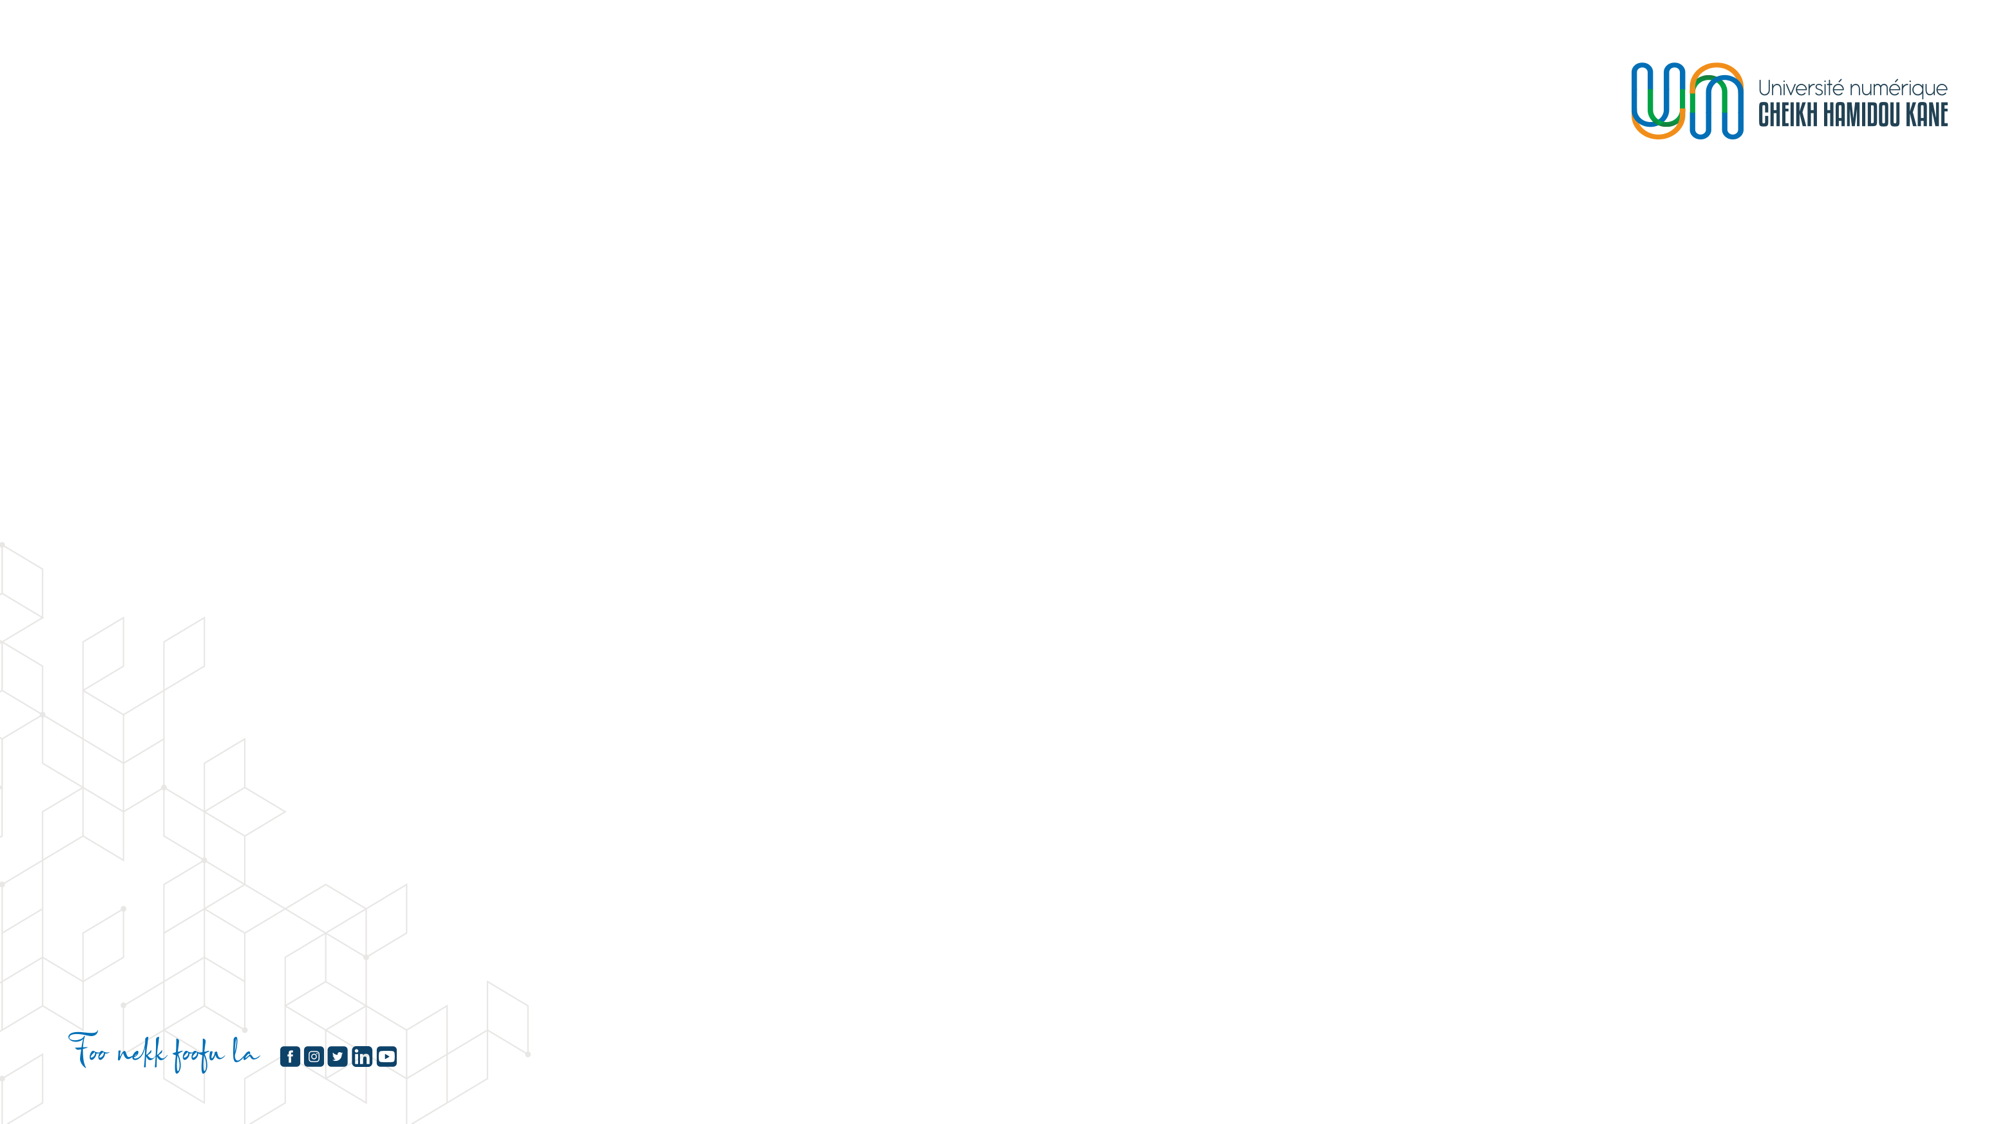 Université numérique
CHEIKH HAMIDOU KANE
Foo nekk foofu la